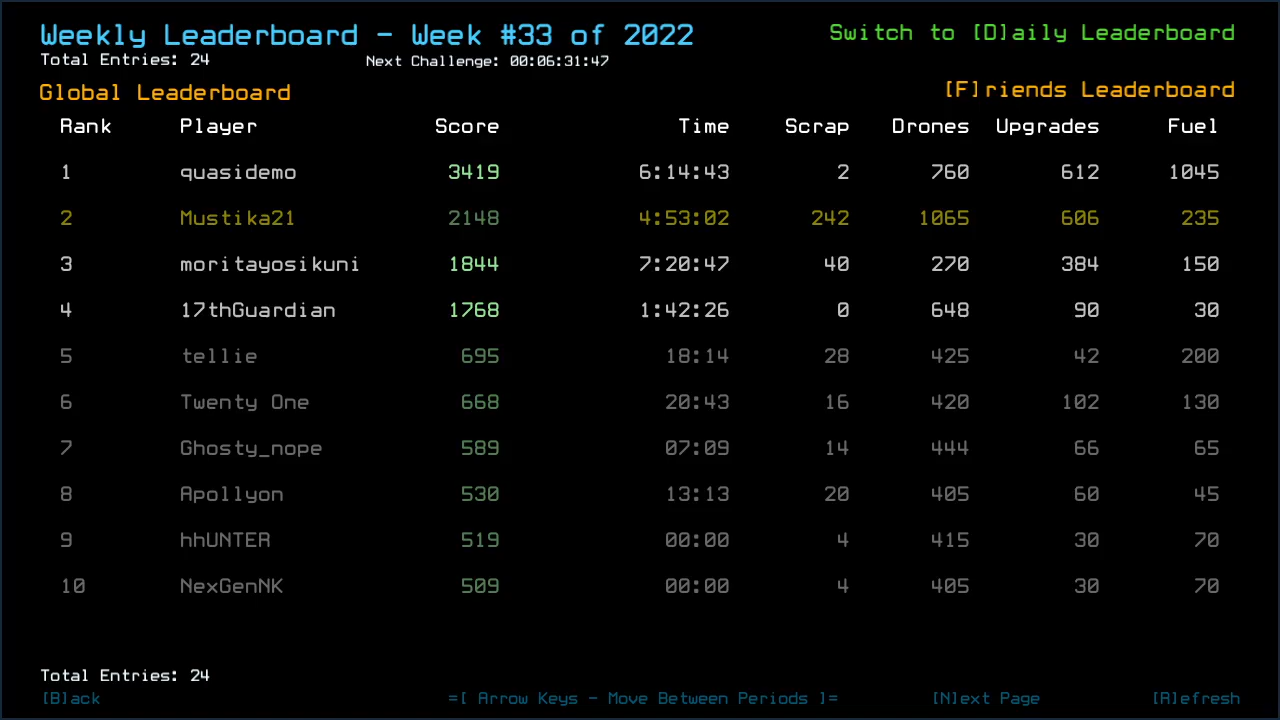 Weekly Leaderboard - Week #33 of 2022 Switch to [D]aily Leaderboard
Total Entries: 24 Next Challenge: 00:06:31:47
Global Leaderboard [F]riends Leaderboard
Rank Player Score Time Scrap Drones Upgrades Fuel
1 quasidemo 3419 6:14:43 2 760 612 1045
2 Mustika21 2148 4:53:02 242 1065 606 235
3 moritayosikuni 1844 7:20:47 40 270 384 150
4 17thGuardian 1768 1:42:26 0 648 90 30
5 tellie 695 18:14 28 425 42 200
6 Twenty One 668 20:43 16 420 102 130
7 Ghosty_nope 589 07:09 14 444 66 65
8 Apollyon 530 13:13 20 405 60 45
9 hhUNTER 519 00:00 4 415 30 70
10 NexGenNK 509 00:00 4 405 30 70
Total Entries: 24
[B]ack =[ Arrow Keys - Move Between Periods ]= [N]ext Page [R]efresh